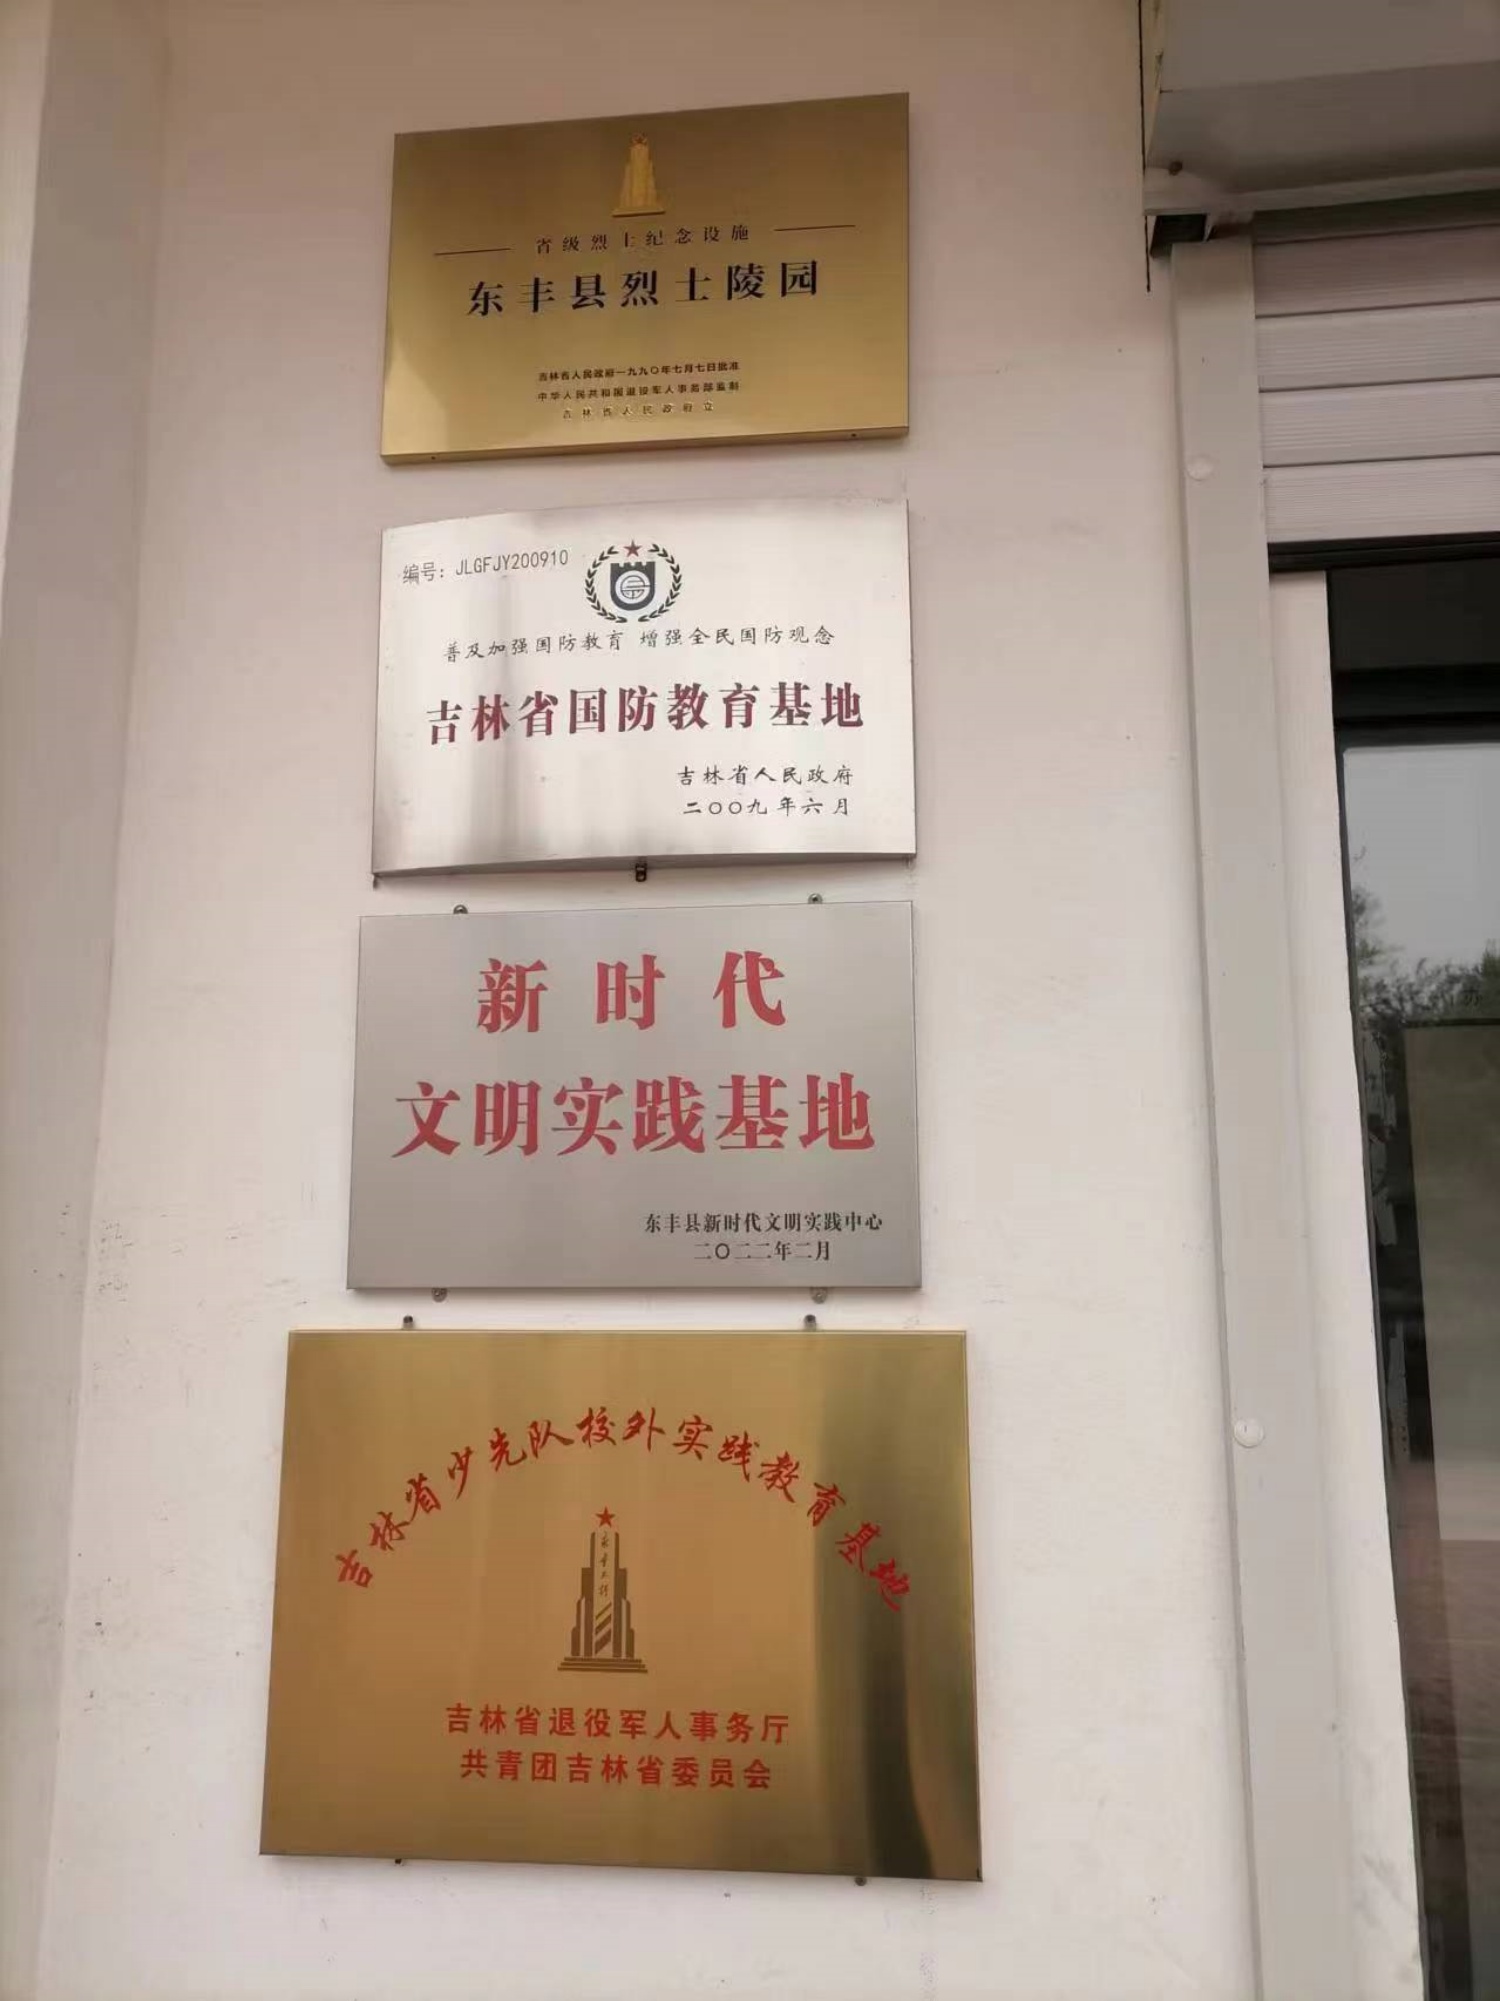 省级烈士纪念设施
东丰县烈士陵园
吉林省人民政府一九九〇年七月七日批准
中华人民共和国退役军人事务部监制
吉林省人民政府立
编号：JLGFJY200910
普及加强国防教育 增强全民国防观念
吉林省国防教育基地
吉林省人民政府
二〇〇九年六月
新时代
文明实践基地
东丰县新时代文明实践中心
二〇二二年二月
吉林省少先队校外实践教育基地
永垂不朽
吉林省退役军人事务厅
共青团吉林省委员会
办